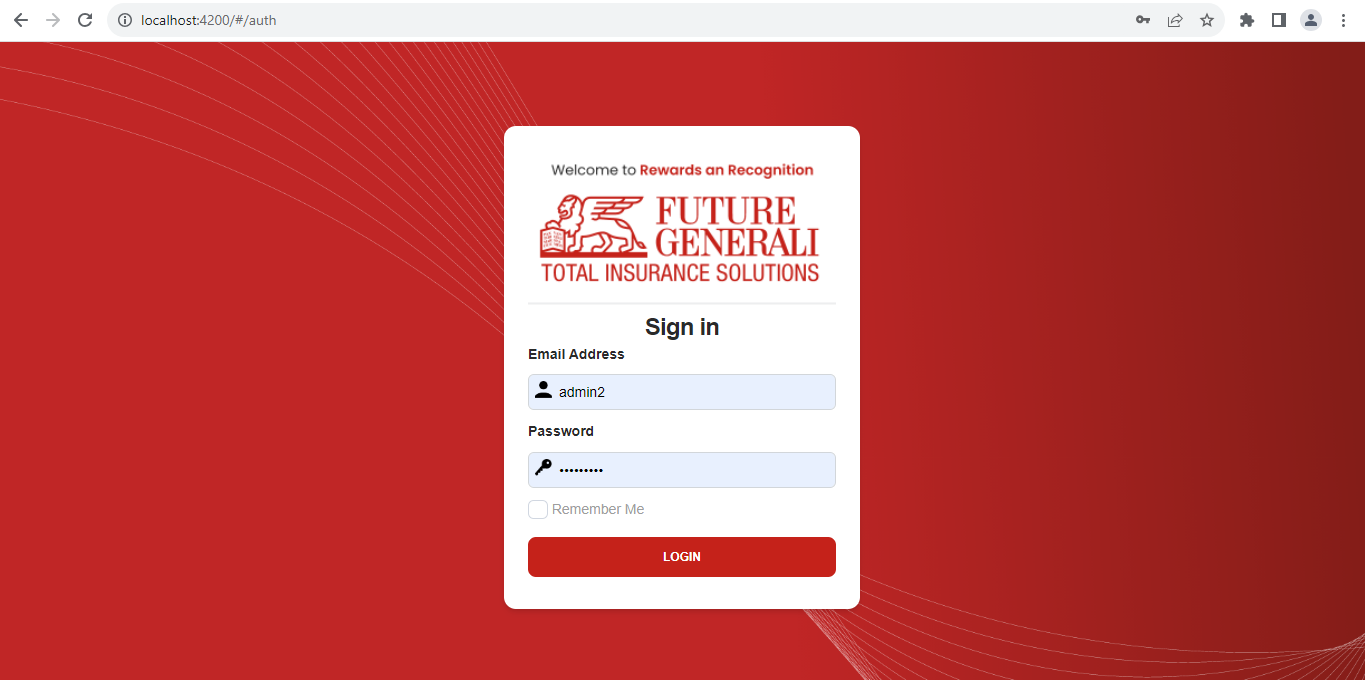 localhost:4200/#/auth
Welcome to Rewards an Recognition
FUTURE
GENERALI
TOTAL INSURANCE SOLUTIONS
Sign in
Email Address
admin2
Password
•••••••••
Remember Me
LOGIN